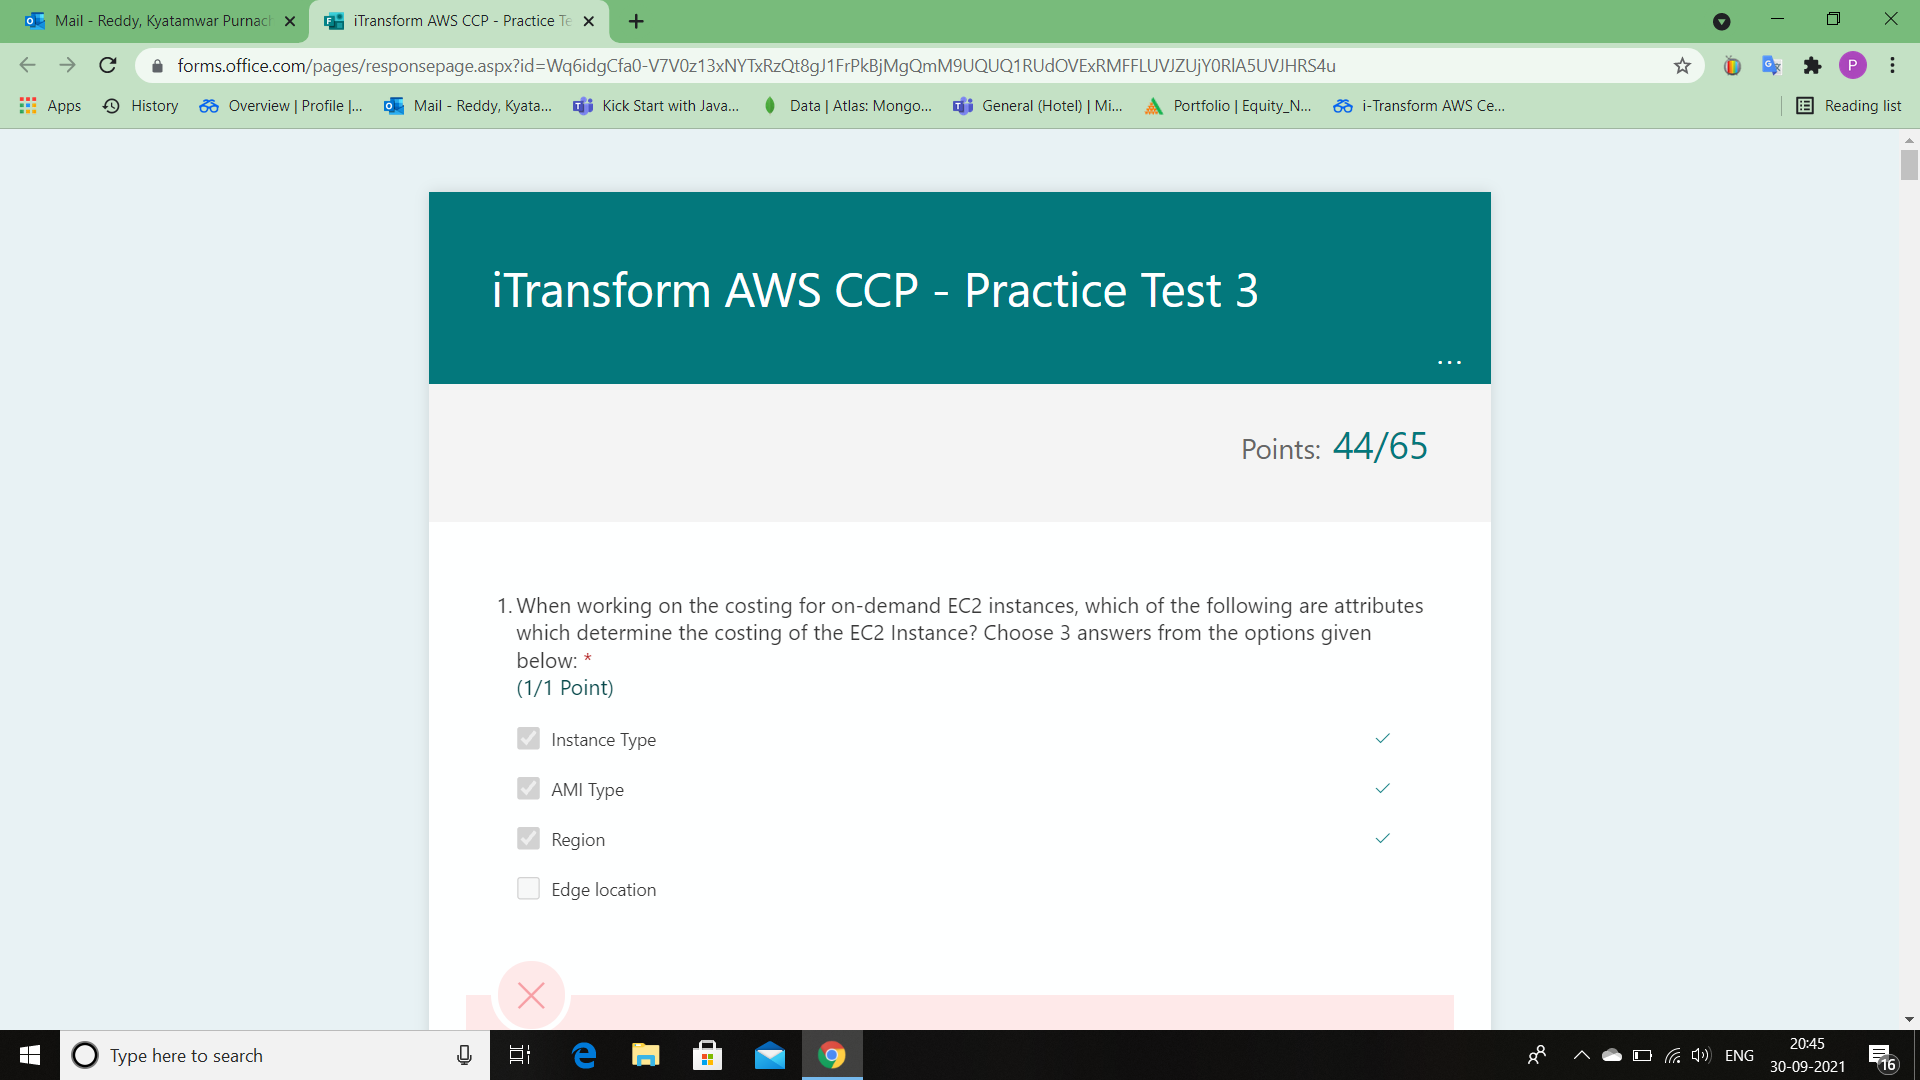 Mail - Reddy, Kyatamwar Purnach
iTransform AWS CCP - Practice Te
forms.office.com/pages/responsepage.aspx?id=Wq6idgCfa0-V7V0z13xNYTxRzQt8gJ1FrPkBjMgQmM9UQUQ1RUdOVExRMFFLUVJZUjY0RlA5UVJHRS4u
P
Apps
History
Overview | Profile |...
Mail - Reddy, Kyata...
Kick Start with Java...
Data | Atlas: Mongo...
General (Hotel) | Mi...
Portfolio | Equity_N...
i-Transform AWS Ce...
Reading list
iTransform AWS CCP - Practice Test 3
...
Points: 44/65
1. When working on the costing for on-demand EC2 instances, which of the following are attributes
which determine the costing of the EC2 Instance? Choose 3 answers from the options given
below: *
(1/1 Point)
Instance Type
AMI Type
Region
Edge location
Type here to search
ENG
20:45
30-09-2021
16